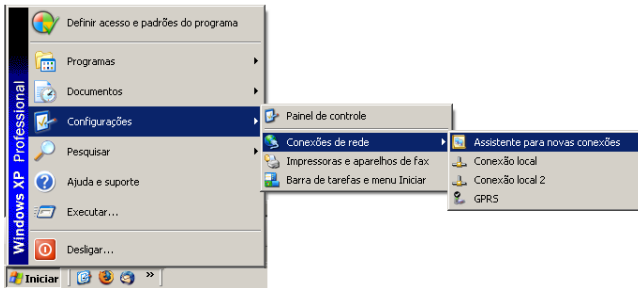 Definir acesso e padrões do programa
Programas
Documentos
Configurações
Pesquisar
Ajuda e suporte
Executar...
Desligar...
Windows XP Professional
Painel de controle
Conexões de rede
Impressoras e aparelhos de fax
Barra de tarefas e menu Iniciar
Assistente para novas conexões
Conexão local
Conexão local 2
GPRS
Iniciar
»